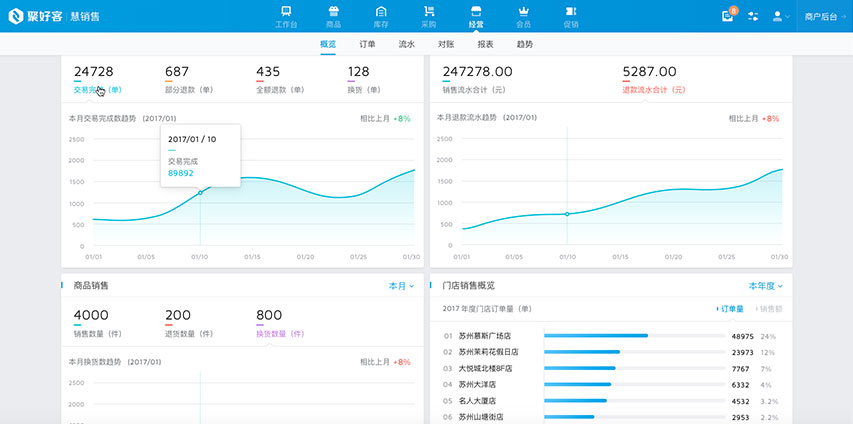 聚好客 慧销售
工作台 商品 库存 采购 经营 会员 促销
8
商户后台
概览 订单 流水 对账 报表 趋势
24728 687 435 128
交易完 (单) 部分退款 (单) 全额退款 (单) 换货 (单)
本月交易完成数趋势 (2017/01) 相比上月 +8%
2500
2000
1500
1000
500
0
2017/01 / 10
交易完成
89892
01/01 01/05 01/10 01/15 01/20 01/25 01/30
247278.00 5287.00
销售流水合计 (元) 退款流水合计 (元)
本月退款流水趋势 (2017/01) 相比上月 +8%
2500
2000
1500
1000
500
0
01/01 01/05 01/10 01/15 01/20 01/25 01/30
商品销售 本月
4000 200 800
销售数量 (件) 退货数量 (件) 换货数量 (件)
本月换货数趋势 (2017/01) 相比上月 +8%
2500
2000
门店销售概览 本年度
2017 年度门店订单量 (单) 订单量 销售额
01 苏州慕斯广场店 48975 24%
02 苏州茉莉花假日店 23973 12%
03 大悦城北楼8F店 7767 7%
04 苏州大洋店 6332 4%
05 名人大厦店 4532 3.2%
06 苏州山塘街店 2953 2.2%